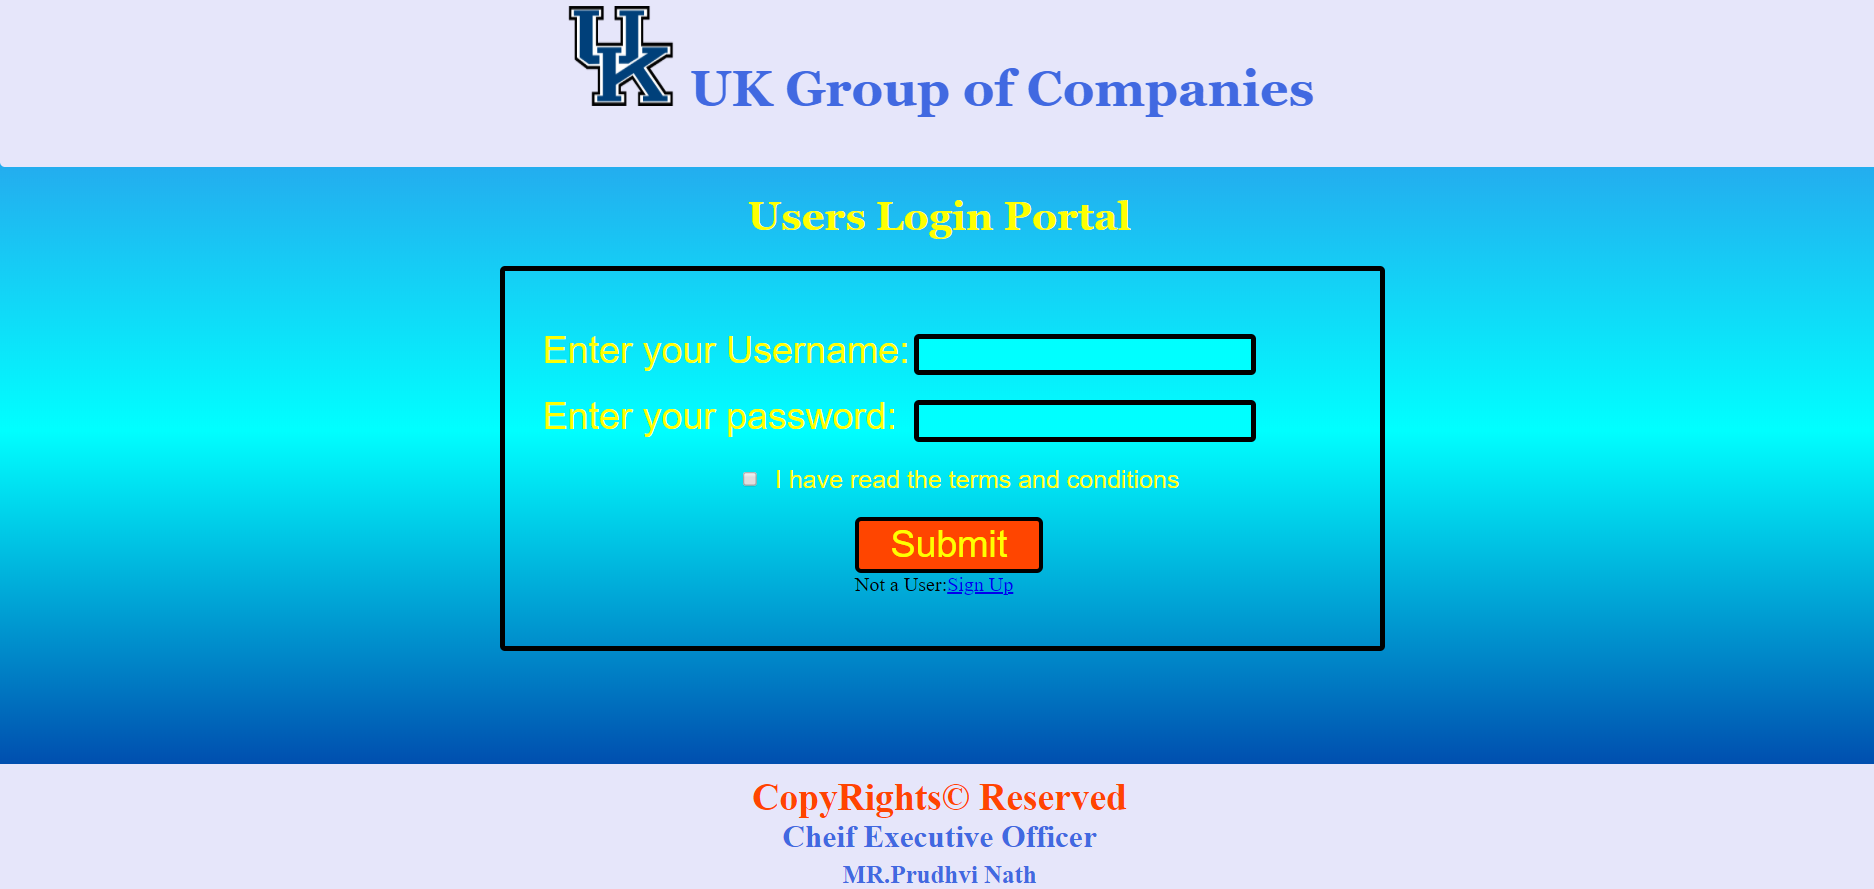 UK UK Group of Companies
Users Login Portal
Enter your Username:
Enter your password:
I have read the terms and conditions
Submit
Not a User:Sign Up
CopyRights© Reserved
Cheif Executive Officer
MR.Prudhvi Nath